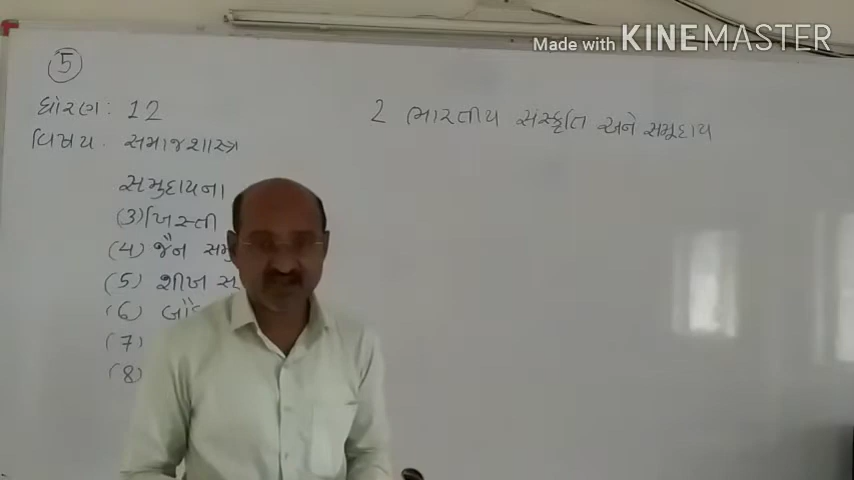 Made with KINEMASTER
5
ધોરણ: 12
2 ભારતીય સંસ્કૃતિ અને સમૂદાય
વિષય. સમાજશાસ્ત્ર
સમુદાયના
(3) ખ્રિસ્તી
(4) જૈન
(5) શીખ
(6)
(7)
(8)